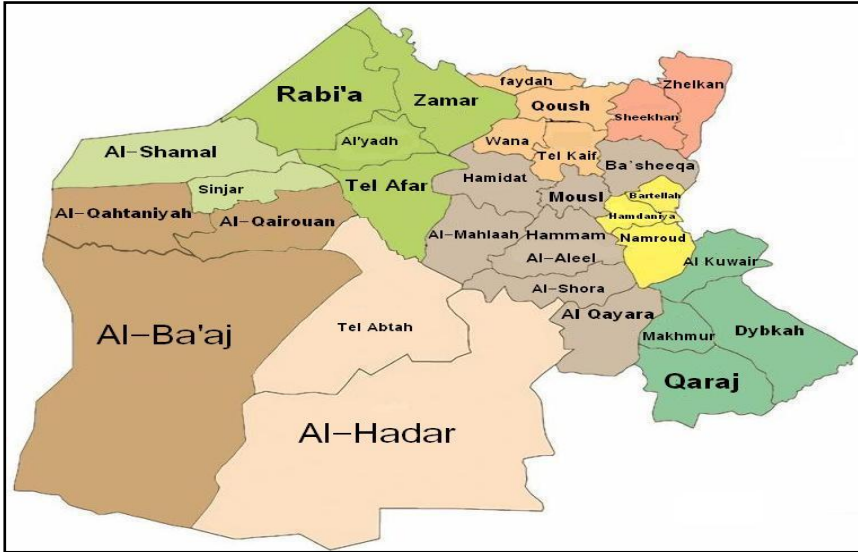 Zhelkan
faydah
Rabi'a
Zamar
Qoush
Sheekhan
Al'yadh
Wana
Al-Shamal
Tel Kaif
Ba'sheeqa
Hamidat
Sinjar
Tel Afar
Mousl
Bartellah
Al-Qahtaniyah
Al-Qairouan
Hamdaniya
Al-Mahlaah
Hammam
Al-Aleel
Namroud
Al Kuwair
Al-Shora
Al-Ba'aj
Tel Abtah
Al Qayara
Makhmur
Dybkah
Qaraj
Al-Hadar